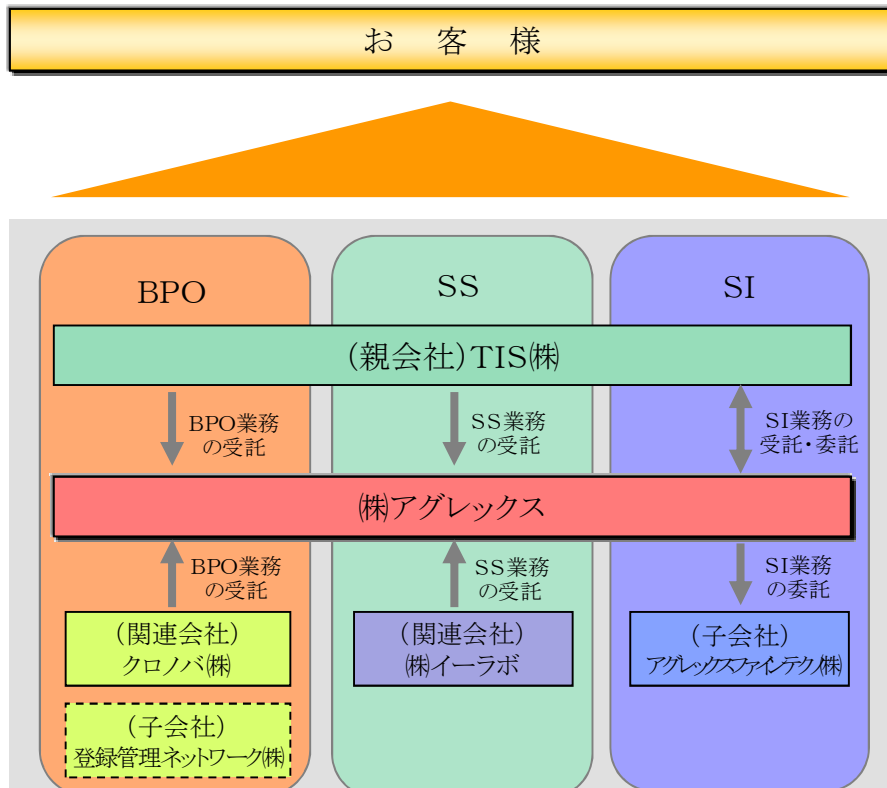 お 客 様
BPO
SS
SI
(親会社)TIS㈱
BPO業務
の受託
SS業務
の受託
SI業務の
受託・委託
㈱アグレックス
BPO業務
の受託
SS業務
の受託
SI業務
の委託
(関連会社)
クロノバ㈱
(関連会社)
㈱イーラボ
(子会社)
アグレックスファインテクノ㈱
(子会社)
登録管理ネットワーク㈱